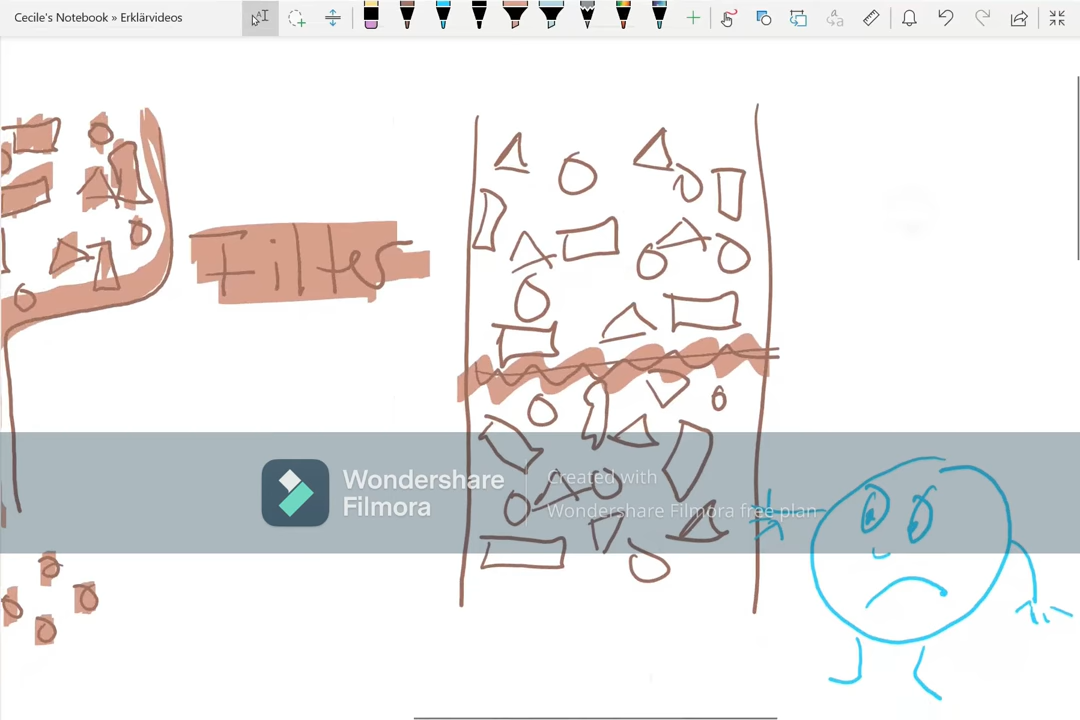 Cecile's Notebook » Erklärvideos
Filter
Wondershare
Filmora
Created with
Wondershare Filmora free plan